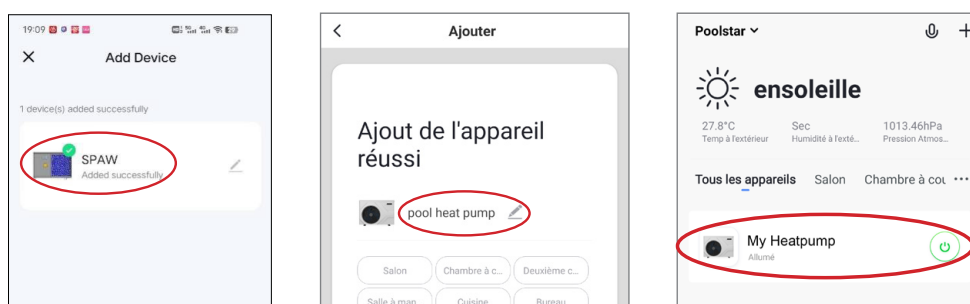 19:09
Add Device
1 device(s) added successfully
SPAW
Added successfully
Ajouter
Ajout de l'appareil
réussi
pool heat pump
Salon Chambre à c... Deuxième c...
Salle à man... Cuisine Bureau
Poolstar
ensoleille
27.8°C Sec 1013.46hPa
Temp à l'extérieur Humidité à l'exté... Pression Atmos...
Tous les appareils Salon Chambre à cou ...
My Heatpump
Allumé